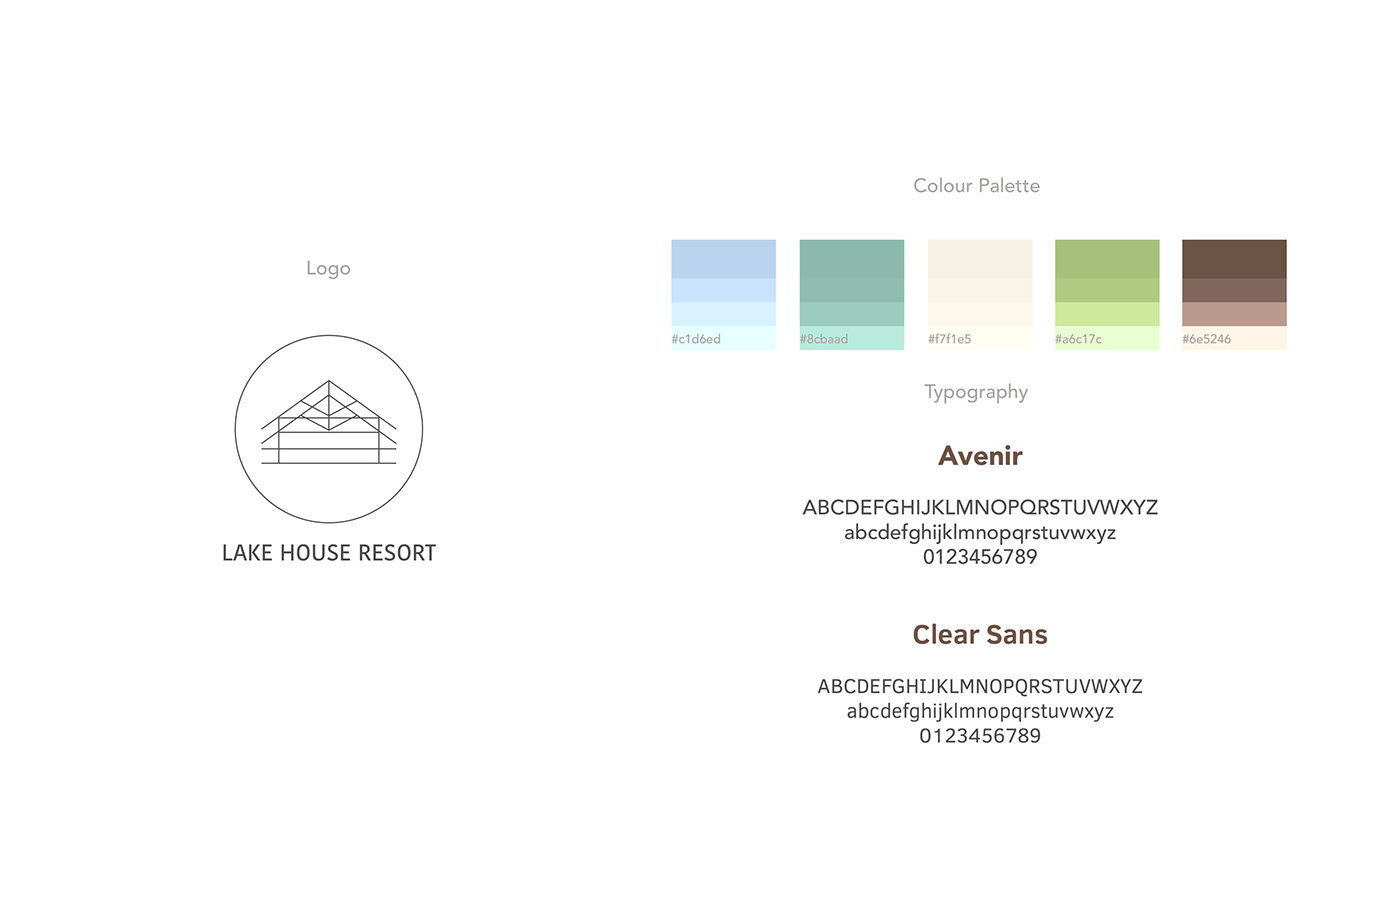 Logo
LAKE HOUSE RESORT
Colour Palette
#c1d6ed
#8cbaad
#f7f1e5
#a6c17c
#6e5246
Typography
Avenir
ABCDEFGHIJKLMNOPQRSTUVWXYZ
abcdefghijklmnopqrstuvwxyz
0123456789
Clear Sans
ABCDEFGHIJKLMNOPQRSTUVWXYZ
abcdefghijklmnopqrstuvwxyz
0123456789